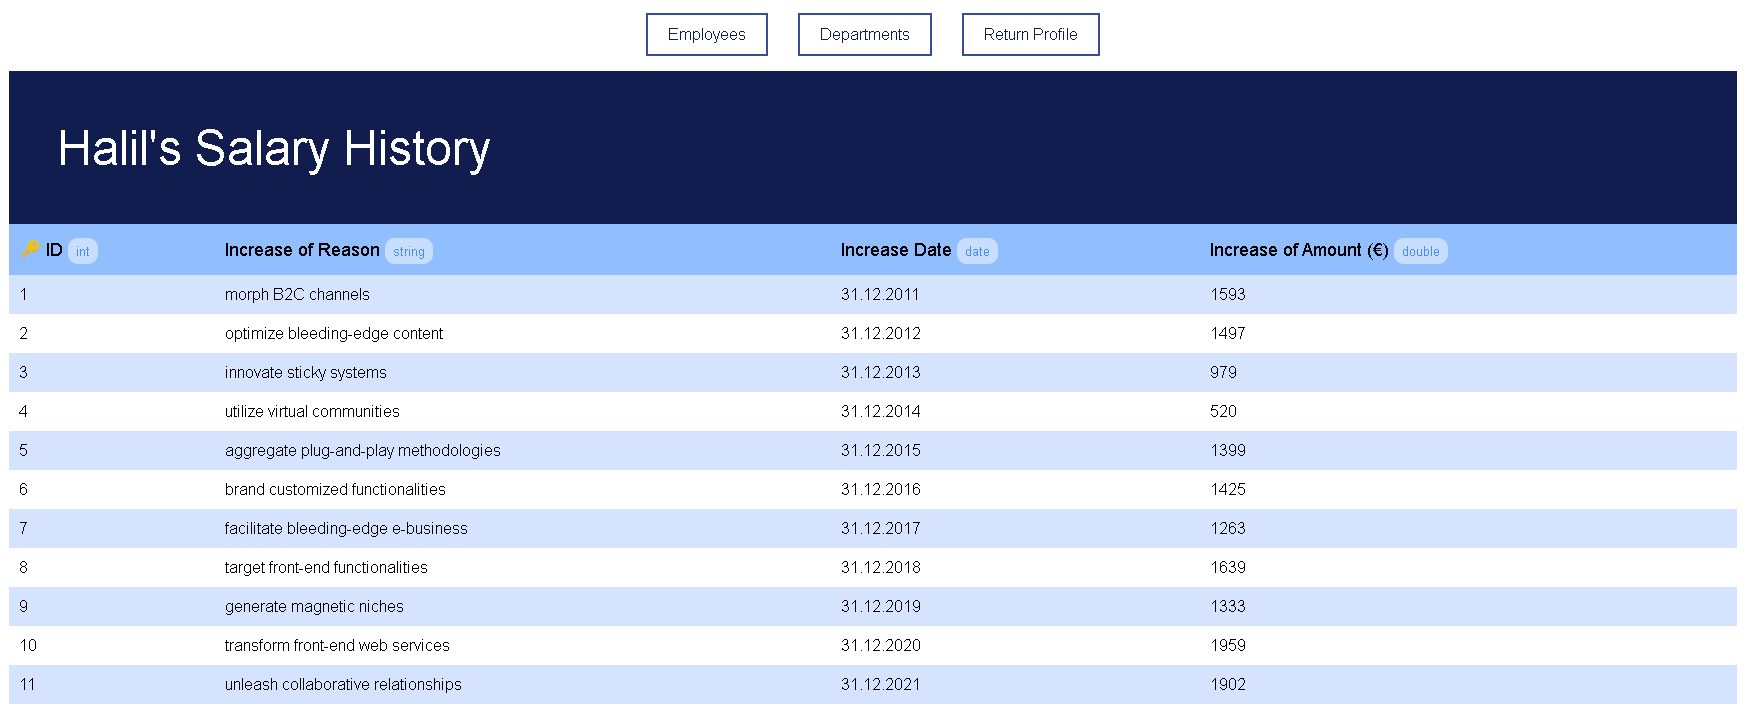 Employees Departments Return Profile
Halil's Salary History
ID int Increase of Reason string Increase Date date Increase of Amount (€) double
1 morph B2C channels 31.12.2011 1593
2 optimize bleeding-edge content 31.12.2012 1497
3 innovate sticky systems 31.12.2013 979
4 utilize virtual communities 31.12.2014 520
5 aggregate plug-and-play methodologies 31.12.2015 1399
6 brand customized functionalities 31.12.2016 1425
7 facilitate bleeding-edge e-business 31.12.2017 1263
8 target front-end functionalities 31.12.2018 1639
9 generate magnetic niches 31.12.2019 1333
10 transform front-end web services 31.12.2020 1959
11 unleash collaborative relationships 31.12.2021 1902